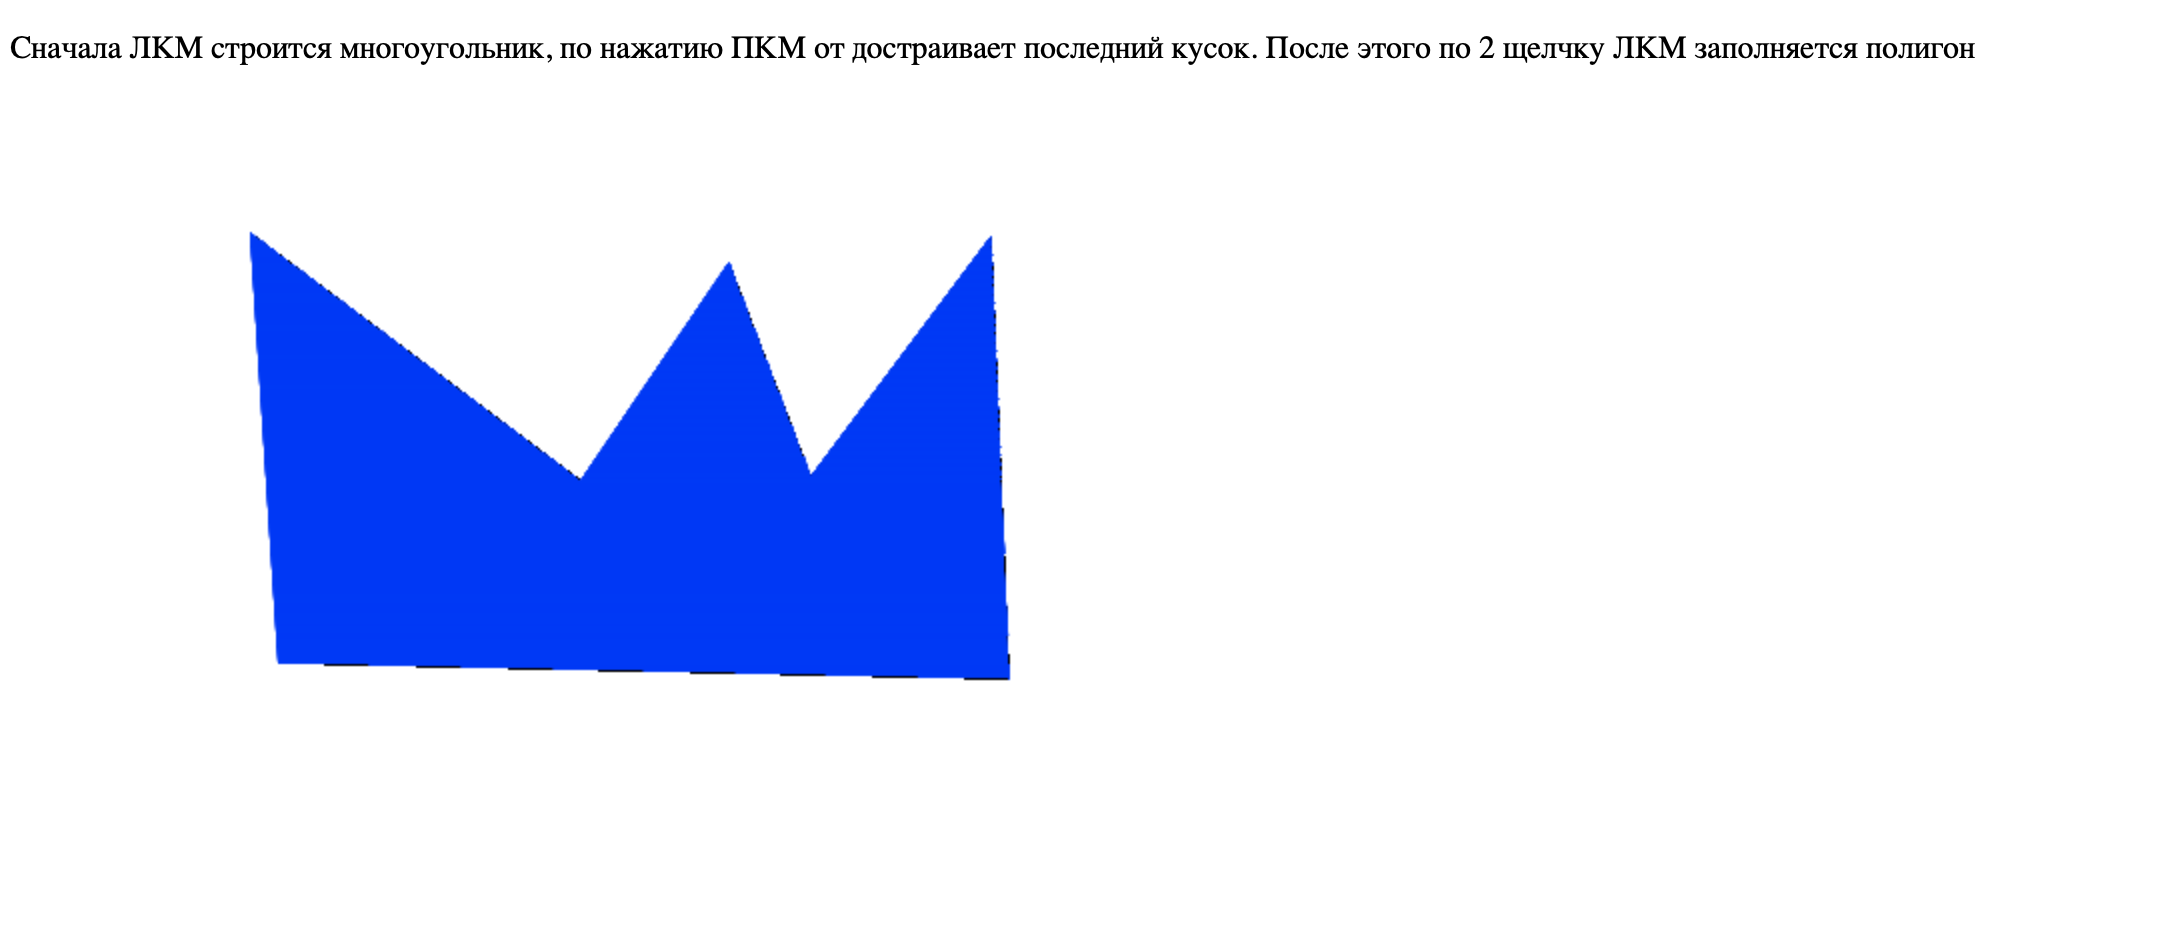 Сначала ЛКМ строится многоугольник, по нажатию ПКМ от достраивает последний кусок. После этого по 2 щелчку ЛКМ заполняется полигон